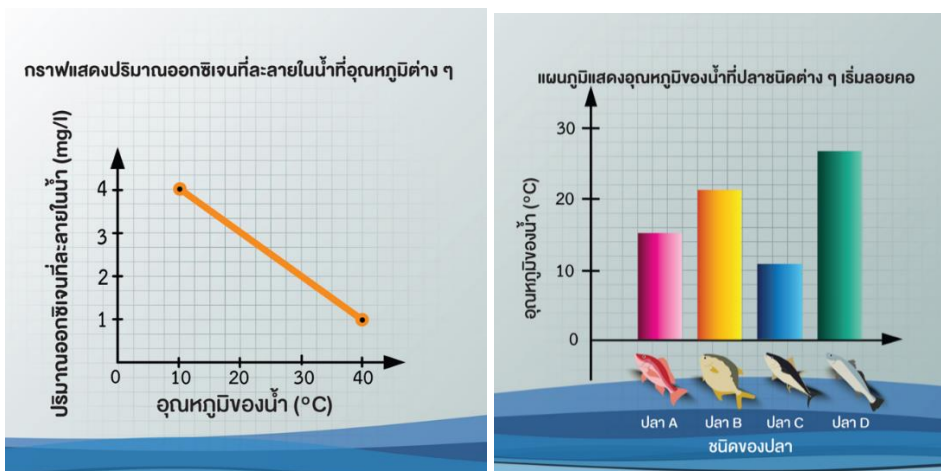 กราฟแสดงปริมาณออกซิเจนที่ละลายในน้ำที่อุณหภูมิต่าง ๆ
ปริมาณออกซิเจนที่ละลายในน้ำ (mg/l)
4
3
2
1
0 10 20 30 40
อุณหภูมิของน้ำ (°C)
แผนภูมิแสดงอุณหภูมิของน้ำที่ปลาชนิดต่าง ๆ เริ่มลอยคอ
อุณหภูมิของน้ำ (°C)
30
20
10
0
ปลา A ปลา B ปลา C ปลา D
ชนิดของปลา